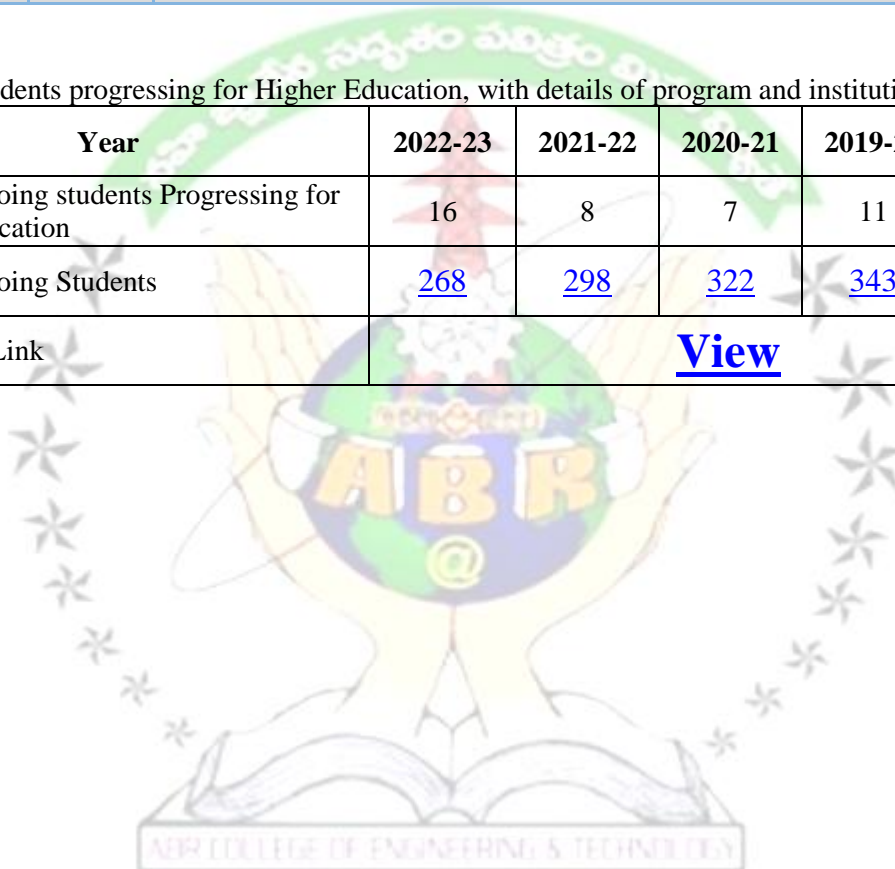 dents progressing for Higher Education, with details of program and instituti
Year 2022-23 2021-22 2020-21 2019-
oing students Progressing for
cation 16 8 7 11
oing Students 268 298 322 343
Link View
ABR
@
ABR COLLEGE OF ENGINEERING & TECHNOLOGY